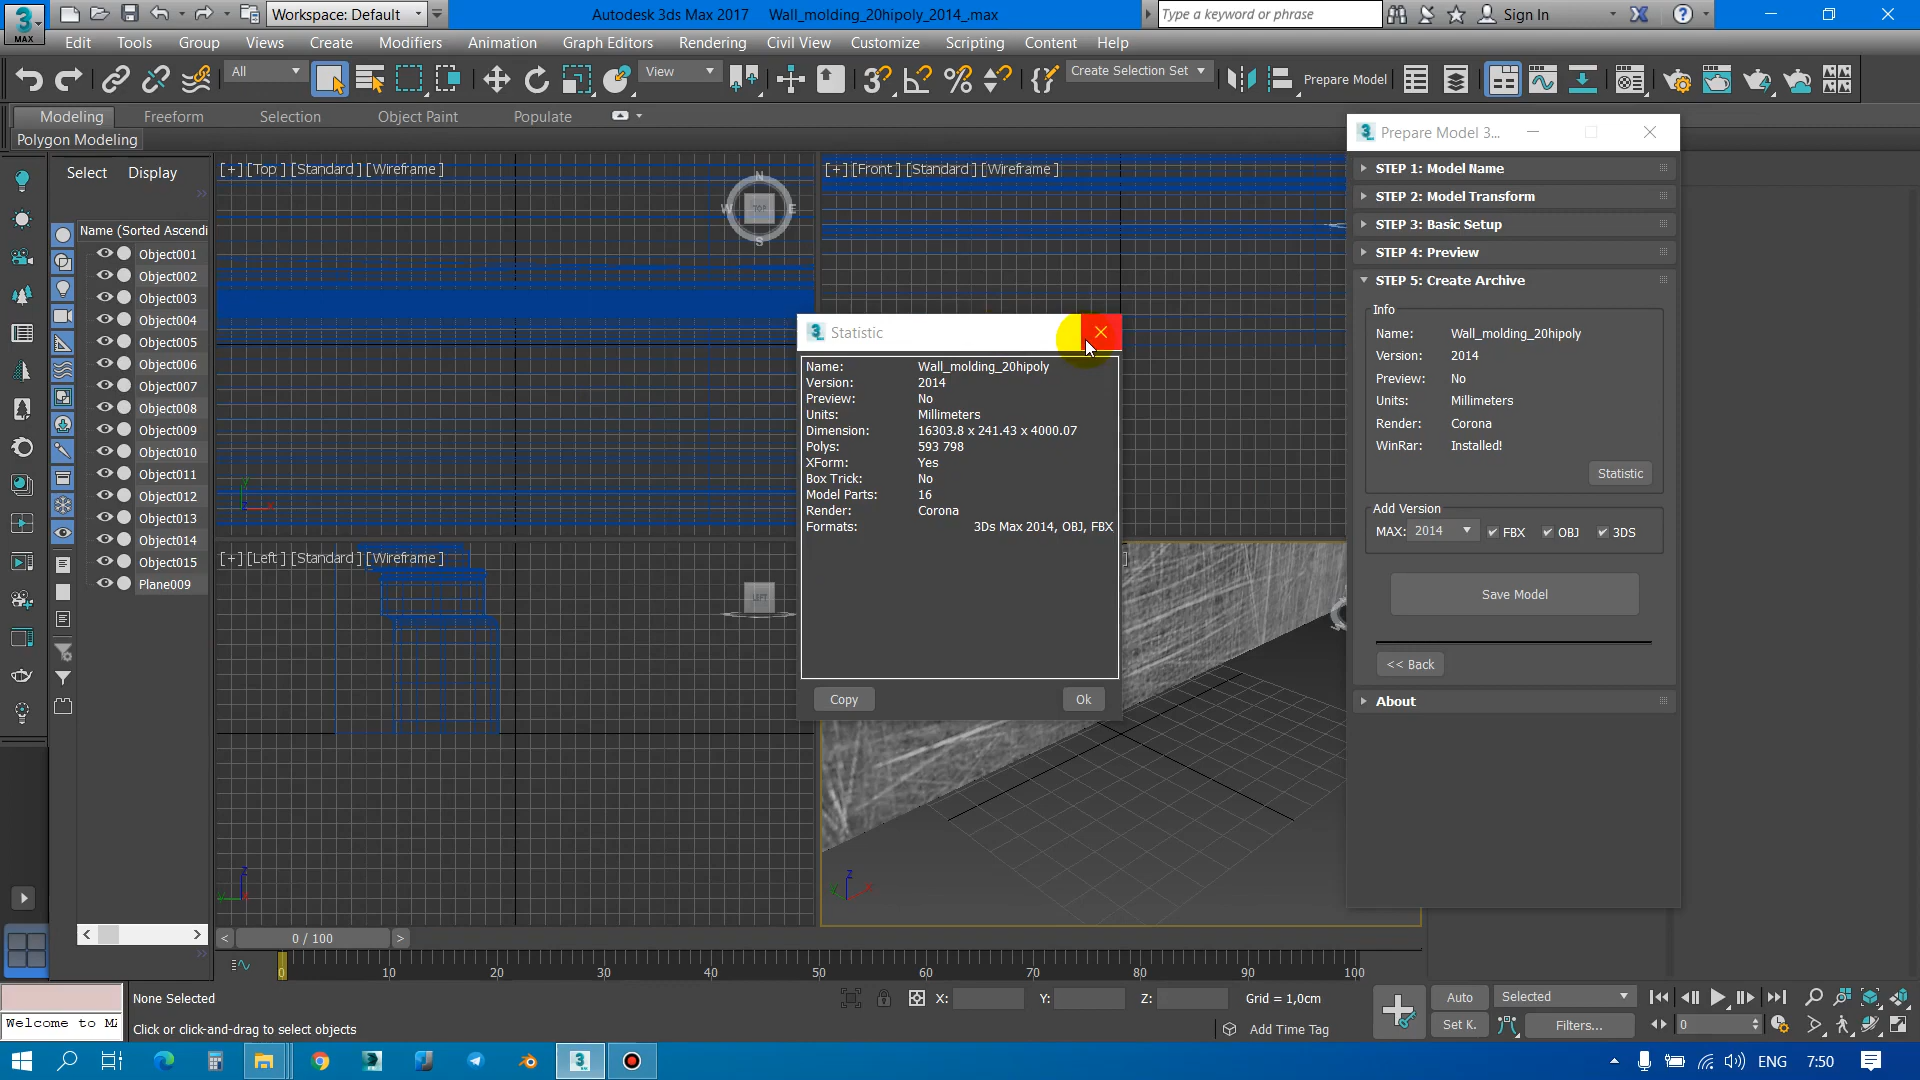 Workspace: Default
Autodesk 3ds Max 2017 Wall_molding_20hipoly_2014_.max
Type a keyword or phrase
Sign In
MAX
Edit Tools Group Views Create Modifiers Animation Graph Editors Rendering Civil View Customize Scripting Content Help
All
View
Create Selection Set
Prepare Model
Modeling Freeform Selection Object Paint Populate
Polygon Modeling
Select Display
Name (Sorted Ascendi
Object001
Object002
Object003
Object004
Object005
Object006
Object007
Object008
Object009
Object010
Object011
Object012
Object013
Object014
Object015
Plane009
[+] [Top ] [Standard ] [Wireframe ]
N
W TOP E
S
[+] [Front ] [Standard ] [Wireframe ]
[+] [Left ] [Standard ] [Wireframe ]
LEFT
Statistic
Name: Wall_molding_20hipoly
Version: 2014
Preview: No
Units: Millimeters
Dimension: 16303.8 x 241.43 x 4000.07
Polys: 593 798
XForm: Yes
Box Trick: No
Model Parts: 16
Render: Corona
Formats: 3Ds Max 2014, OBJ, FBX
Copy Ok
Prepare Model 3...
STEP 1: Model Name
STEP 2: Model Transform
STEP 3: Basic Setup
STEP 4: Preview
STEP 5: Create Archive
Info
Name: Wall_molding_20hipoly
Version: 2014
Preview: No
Units: Millimeters
Render: Corona
WinRar: Installed!
Statistic
Add Version
MAX: 2014 FBX OBJ 3DS
Save Model
<< Back
About
0 / 100
0 10 20 30 40 50 60 70 80 90 100
None Selected
X: Y: Z: Grid = 1,0cm
Auto Selected
Welcome to MA
Click or click-and-drag to select objects
Add Time Tag
Set K. Filters...
0
ENG 7:50